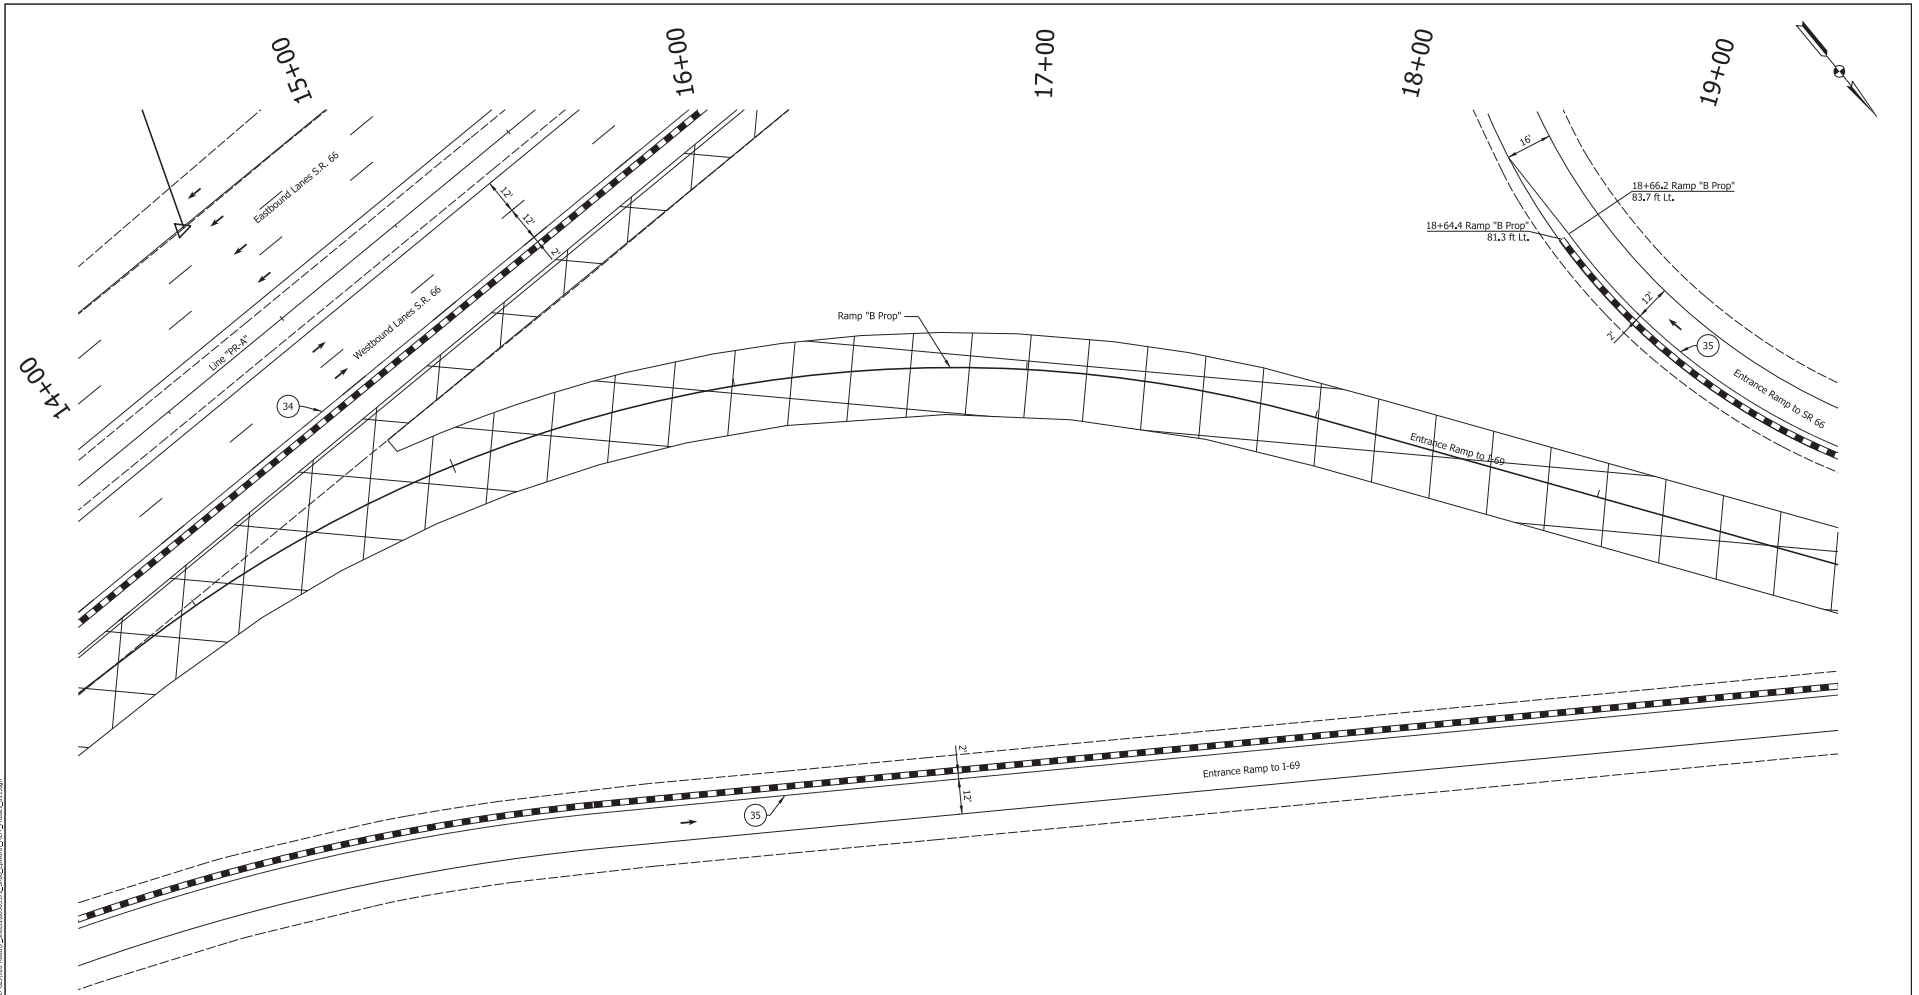 15+00
16+00
17+00
18+00
19+00
14+00
Eastbound Lanes S.R. 66
12'
12'
2'
Westbound Lanes S.R. 66
Line "PR-A"
34
16'
18+66.2 Ramp "B Prop"
83.7 ft Lt.
18+64.4 Ramp "B Prop"
81.3 ft Lt.
12'
2'
35
Entrance Ramp to SR 66
Ramp "B Prop"
Entrance Ramp to I-69
2'
12'
Entrance Ramp to I-69
35